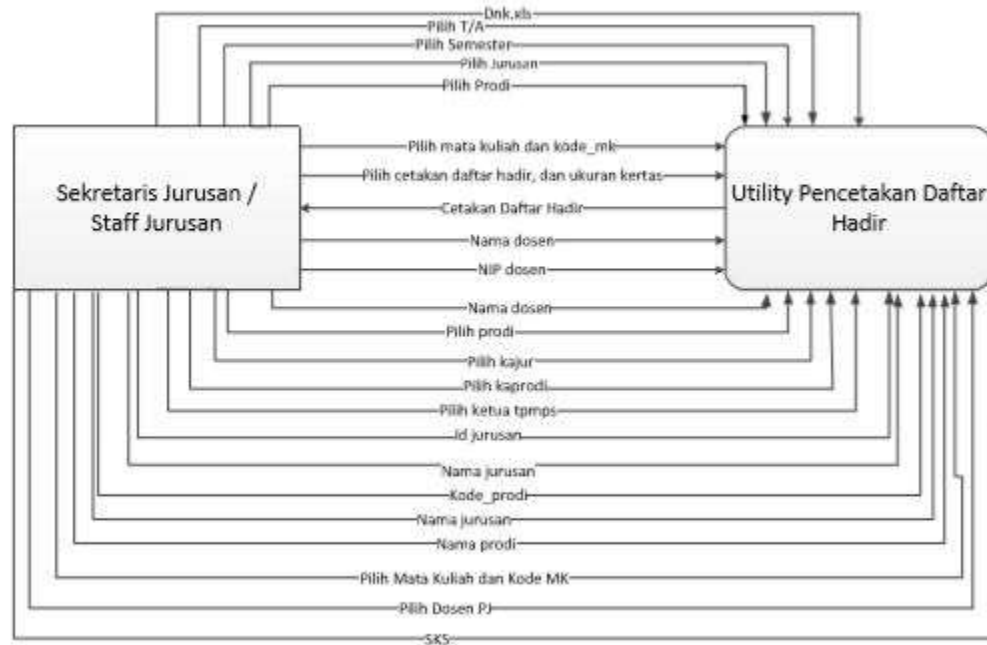 Dnk.xls
Pilih T/A
Pilih Semester
Pilih Jurusan
Pilih Prodi
Sekretaris Jurusan /
Staff Jurusan
Utility Pencetakan Daftar
Hadir
Pilih mata kuliah dan kode_mk
Pilih cetakan daftar hadir, dan ukuran kertas
Cetakan Daftar Hadir
Nama dosen
NIP dosen
Nama dosen
Pilih prodi
Pilih kajur
Pilih kaprodi
Pilih ketua tpmps
Id jurusan
Nama jurusan
Kode_prodi
Nama jurusan
Nama prodi
Pilih Mata Kuliah dan Kode MK
Pilih Dosen PJ
SKS